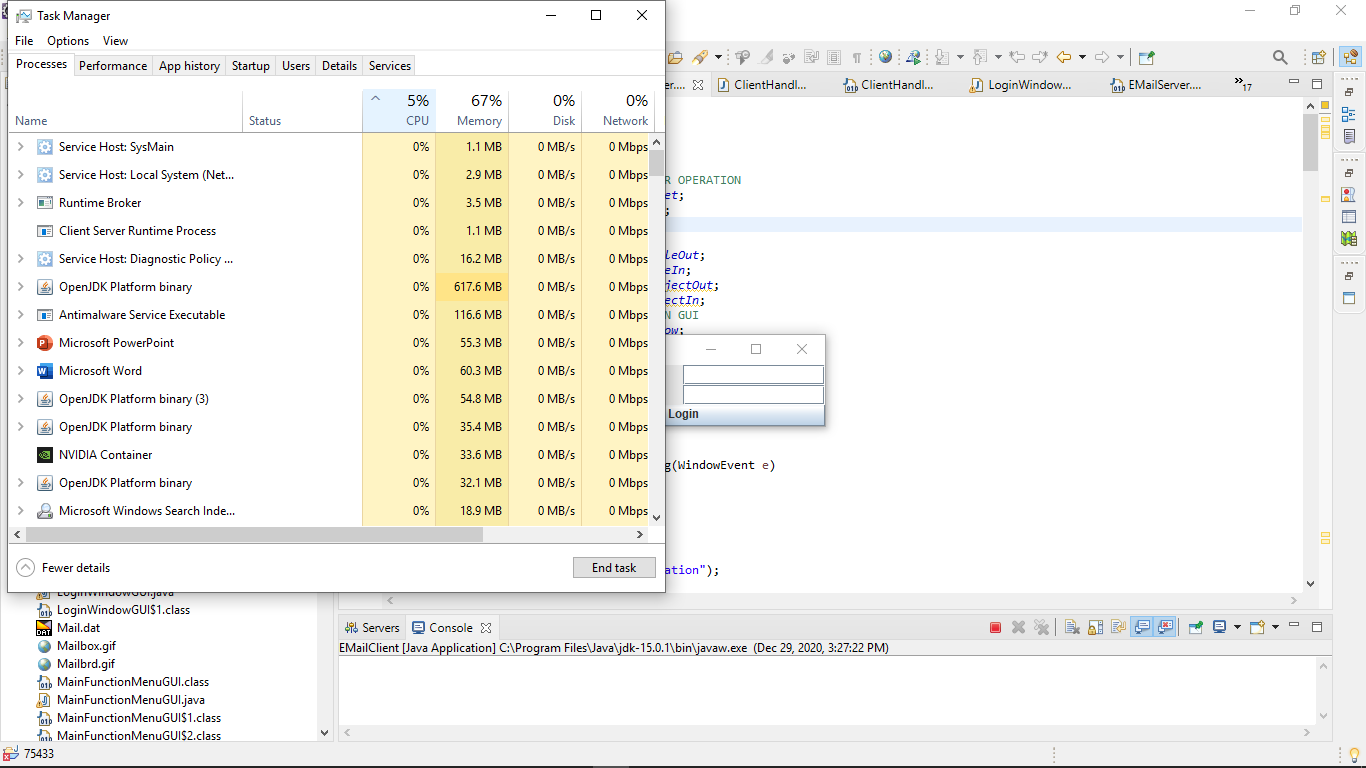 Task Manager
File Options View
Processes Performance App history Startup Users Details Services
5% 67% 0% 0%
Name Status CPU Memory Disk Network
Service Host: SysMain 0% 1.1 MB 0 MB/s 0 Mbps
Service Host: Local System (Net... 0% 2.9 MB 0 MB/s 0 Mbps
Runtime Broker 0% 3.5 MB 0 MB/s 0 Mbps
Client Server Runtime Process 0% 1.1 MB 0 MB/s 0 Mbps
Service Host: Diagnostic Policy ... 0% 16.2 MB 0 MB/s 0 Mbps
OpenJDK Platform binary 0% 617.6 MB 0 MB/s 0 Mbps
Antimalware Service Executable 0% 116.6 MB 0 MB/s 0 Mbps
Microsoft PowerPoint 0% 55.3 MB 0 MB/s 0 Mbps
Microsoft Word 0% 60.3 MB 0 MB/s 0 Mbps
OpenJDK Platform binary (3) 0% 54.8 MB 0 MB/s 0 Mbps
OpenJDK Platform binary 0% 35.4 MB 0 MB/s 0 Mbps
NVIDIA Container 0% 33.6 MB 0 MB/s 0 Mbps
OpenJDK Platform binary 0% 32.1 MB 0 MB/s 0 Mbps
Microsoft Windows Search Inde... 0% 18.9 MB 0 MB/s 0 Mbps
Fewer details End task
r.... ClientHandl... ClientHandl... LoginWindow... EMailServer.... »17
R OPERATION
et;
;
leOut;
eIn;
jectOut;
ectIn;
N GUI
ow;
Login
g(WindowEvent e)
ation");
LoginWindowGUI.java
LoginWindowGUI$1.class
Mail.dat
Mailbox.gif
Mailbrd.gif
MainFunctionMenuGUI.class
MainFunctionMenuGUI.java
MainFunctionMenuGUI$1.class
MainFunctionMenuGUI$2.class
Servers Console
EMailClient [Java Application] C:\Program Files\Java\jdk-15.0.1\bin\javaw.exe (Dec 29, 2020, 3:27:22 PM)
75433